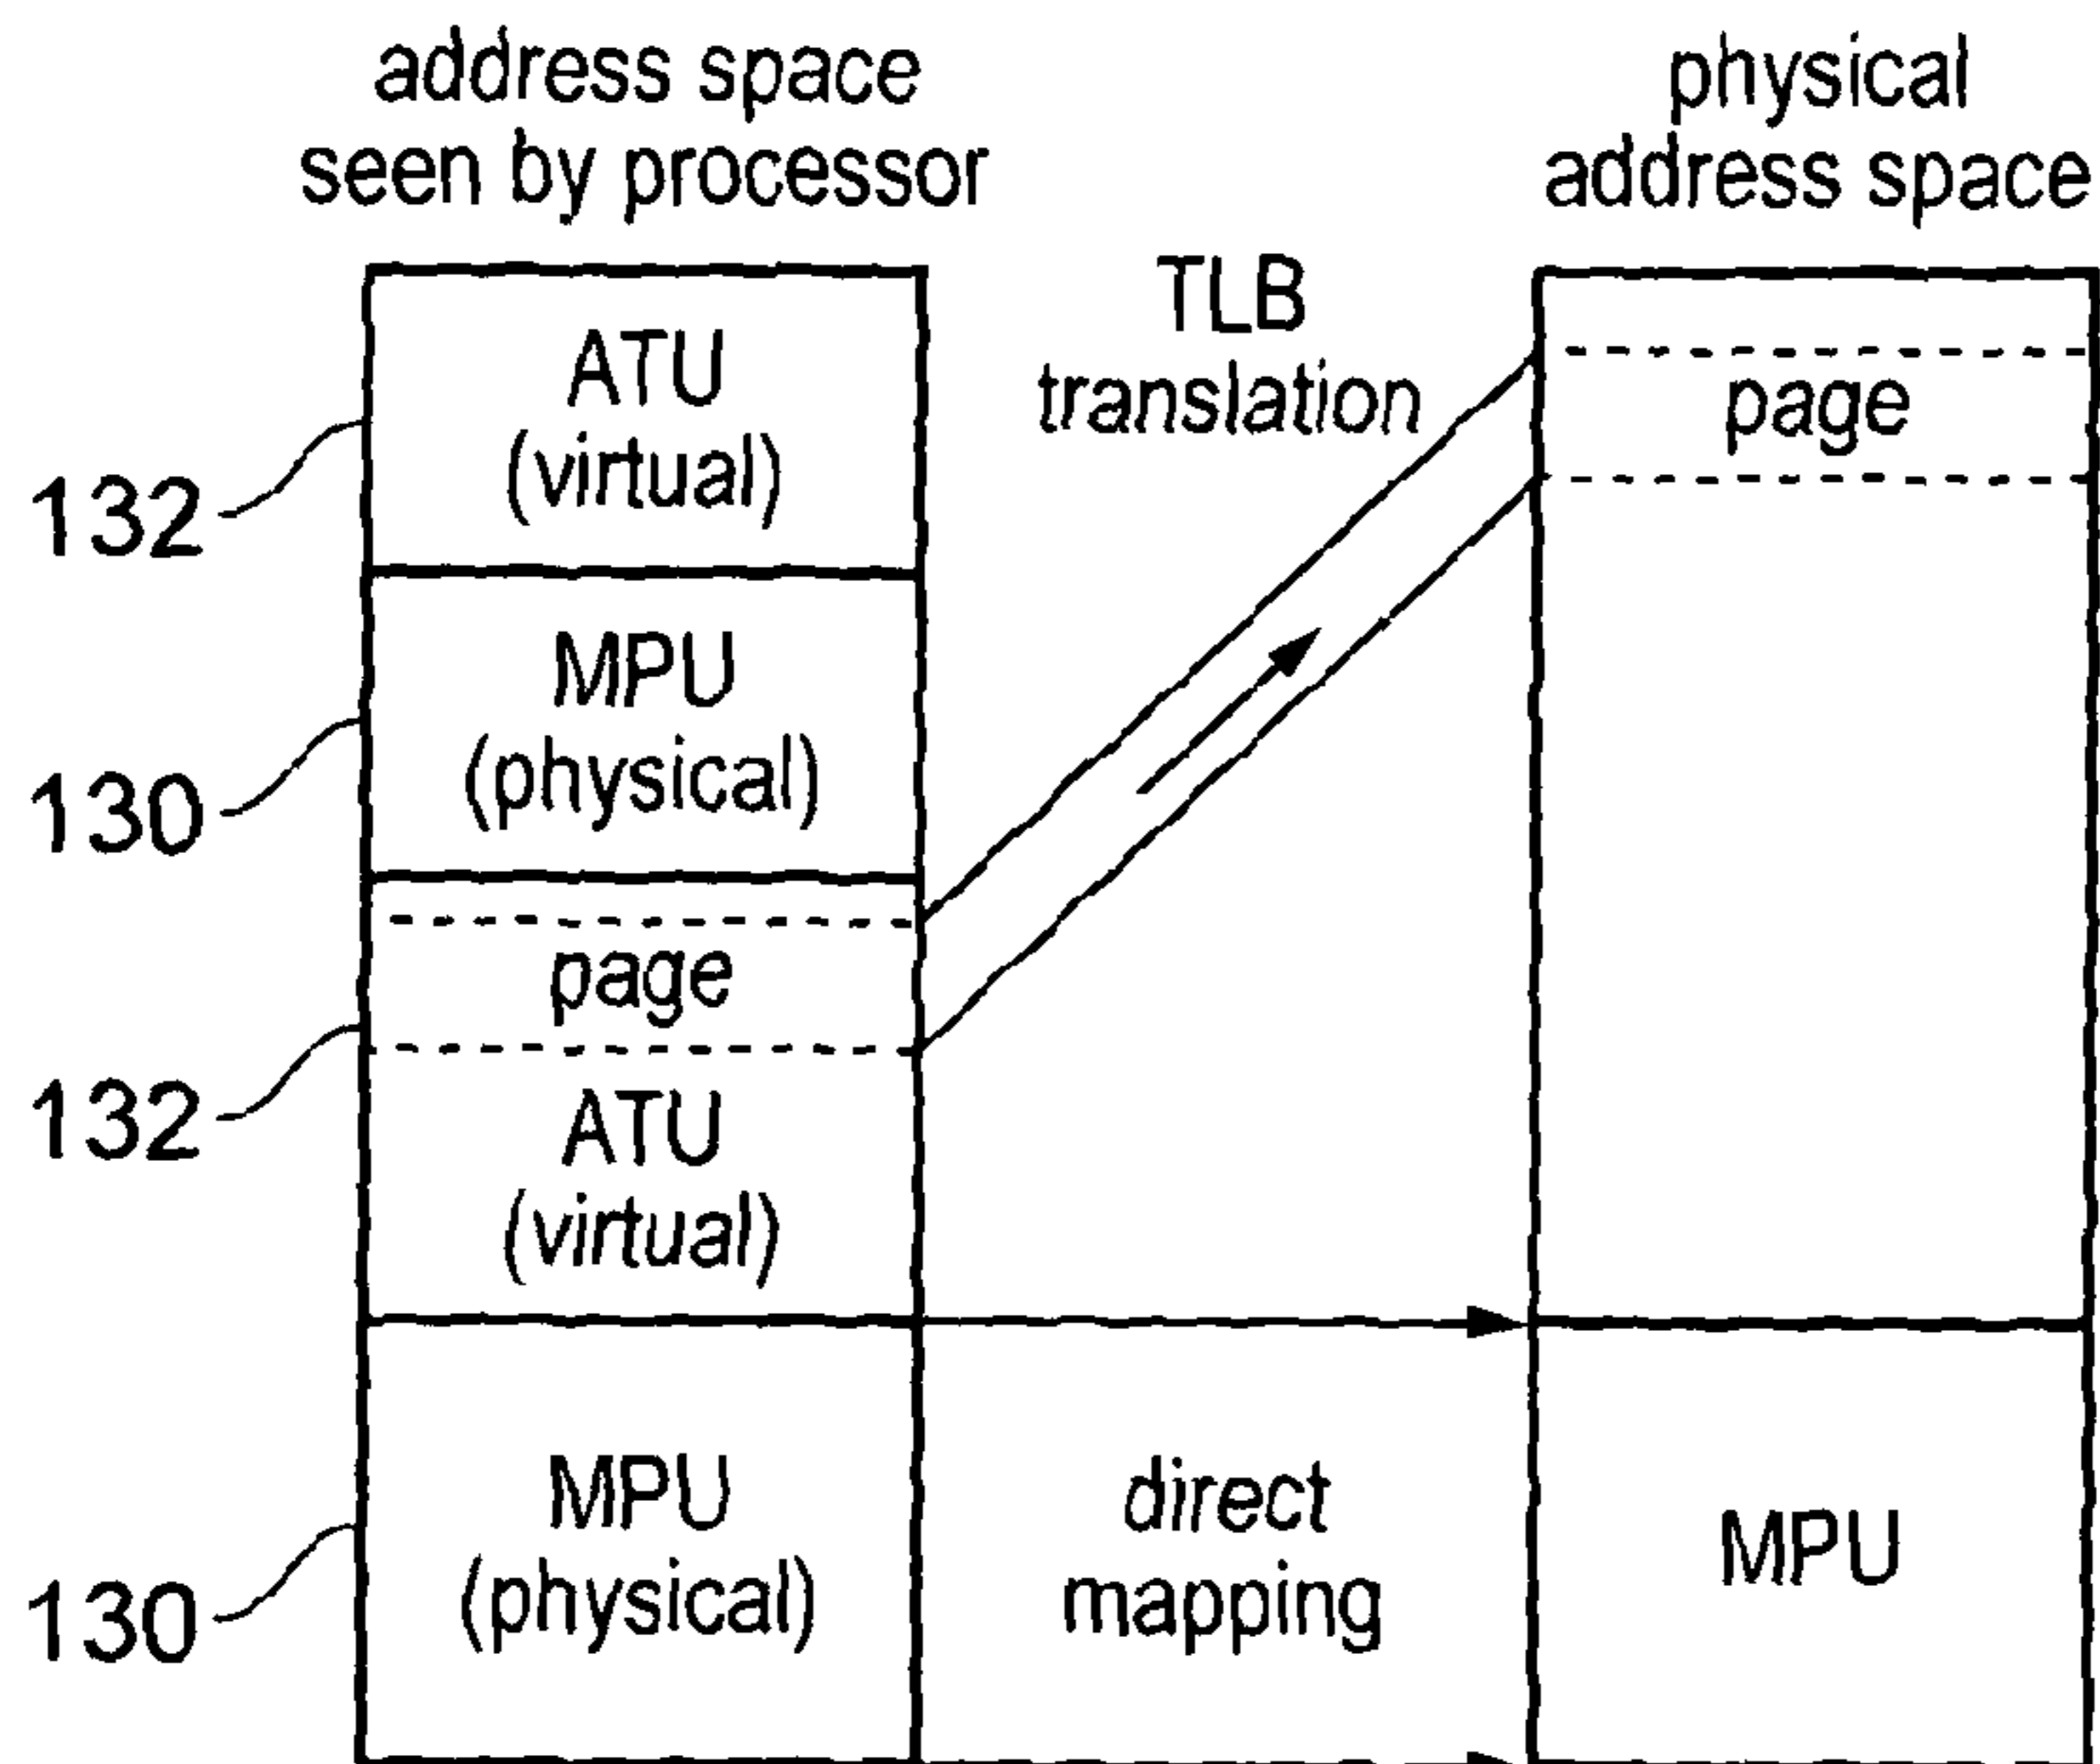 address space
seen by processor
physical
address space
ATU
(virtual)
TLB
translation
page
132
MPU
(physical)
130
page
132
ATU
(virtual)
MPU
(physical)
130
direct
mapping
MPU